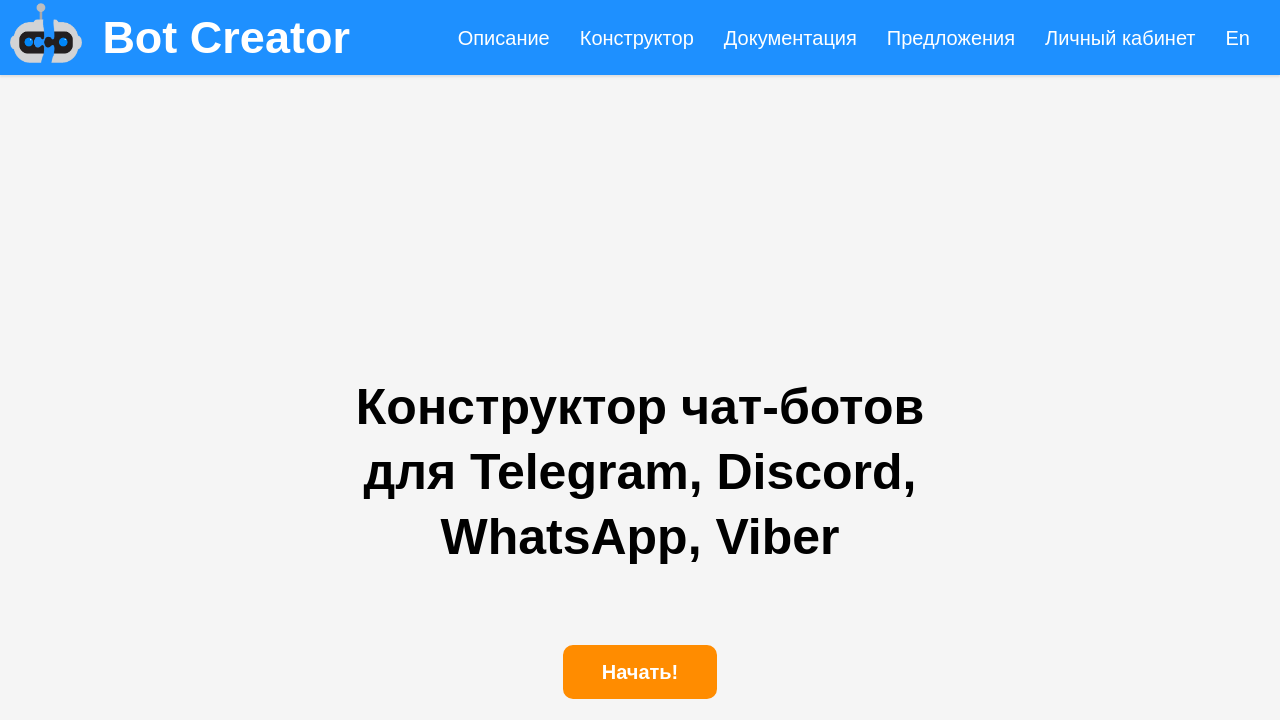 Bot Creator
Описание
Конструктор
Документация
Предложения
Личный кабинет
En
Конструктор чат-ботов
для Telegram, Discord,
WhatsApp, Viber
Начать!